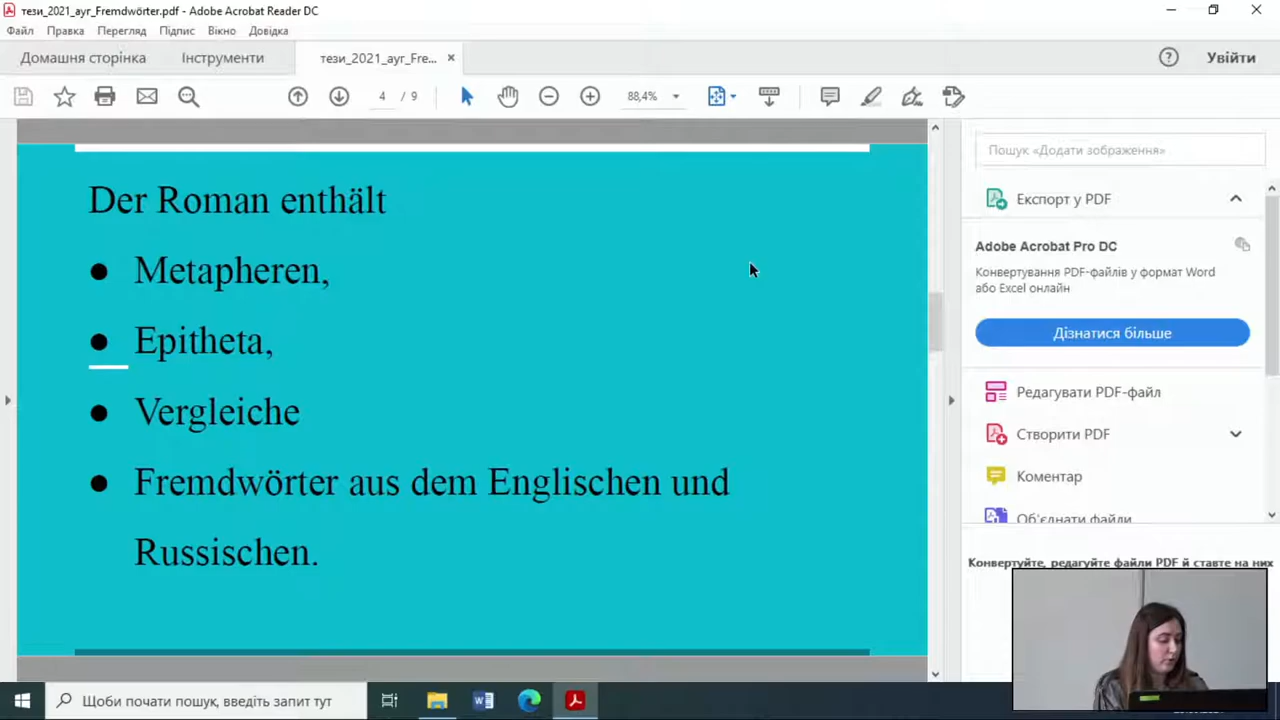 тези_2021_ауг_Fremdwörter.pdf - Adobe Acrobat Reader DC
Файл Правка Перегляд Підпис Вікно Довідка
Домашня сторінка Інструменти тези_2021_ауг_Fre... Увійти
4 / 9 88,4%
Der Roman enthält
● Metapheren,
● Epitheta,
● Vergleiche
● Fremdwörter aus dem Englischen und
Russischen.
Пошук «Додати зображення»
Експорт у PDF
Adobe Acrobat Pro DC
Конвертування PDF-файлів у формат Word
або Excel онлайн
Дізнатися більше
Редагувати PDF-файл
Створити PDF
Коментар
Об'єднати файли
Конвертуйте, редагуйте файли PDF й ставте на них
Щоби почати пошук, введіть запит тут